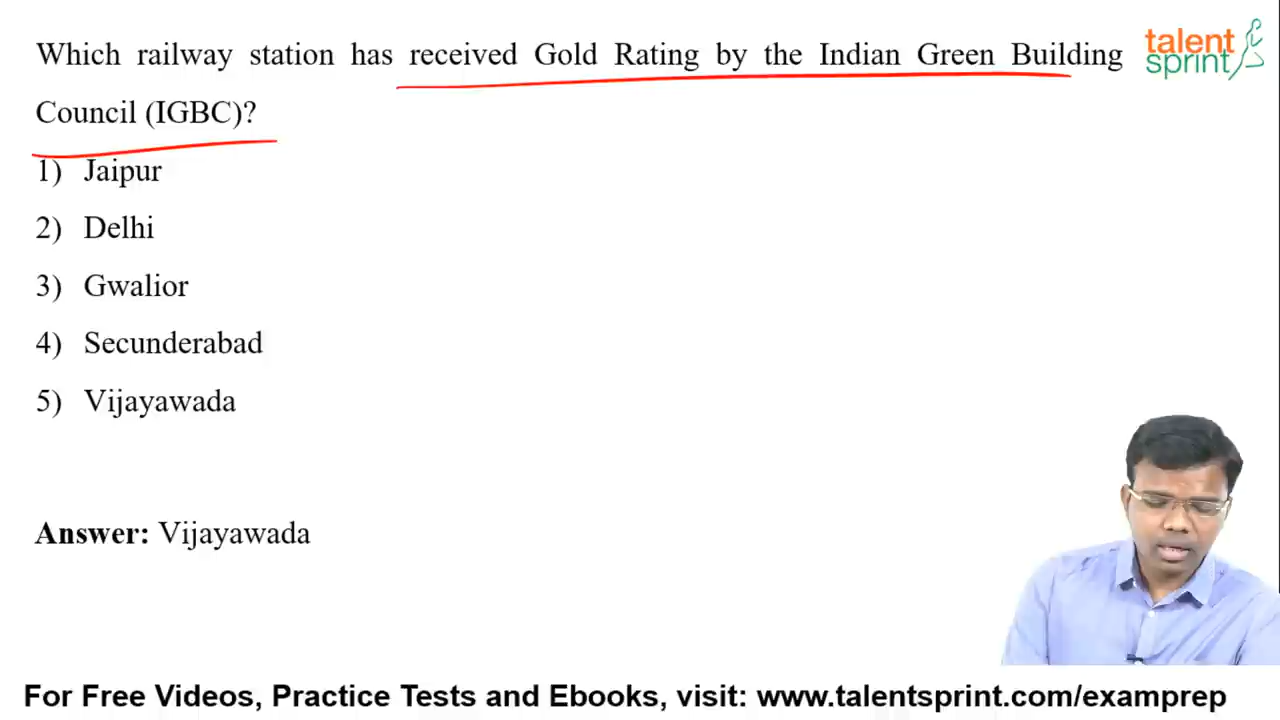 Which railway station has received Gold Rating by the Indian Green Building
Council (IGBC)?
talent
sprint
1) Jaipur
2) Delhi
3) Gwalior
4) Secunderabad
5) Vijayawada
Answer: Vijayawada
For Free Videos, Practice Tests and Ebooks, visit: www.talentsprint.com/examprep